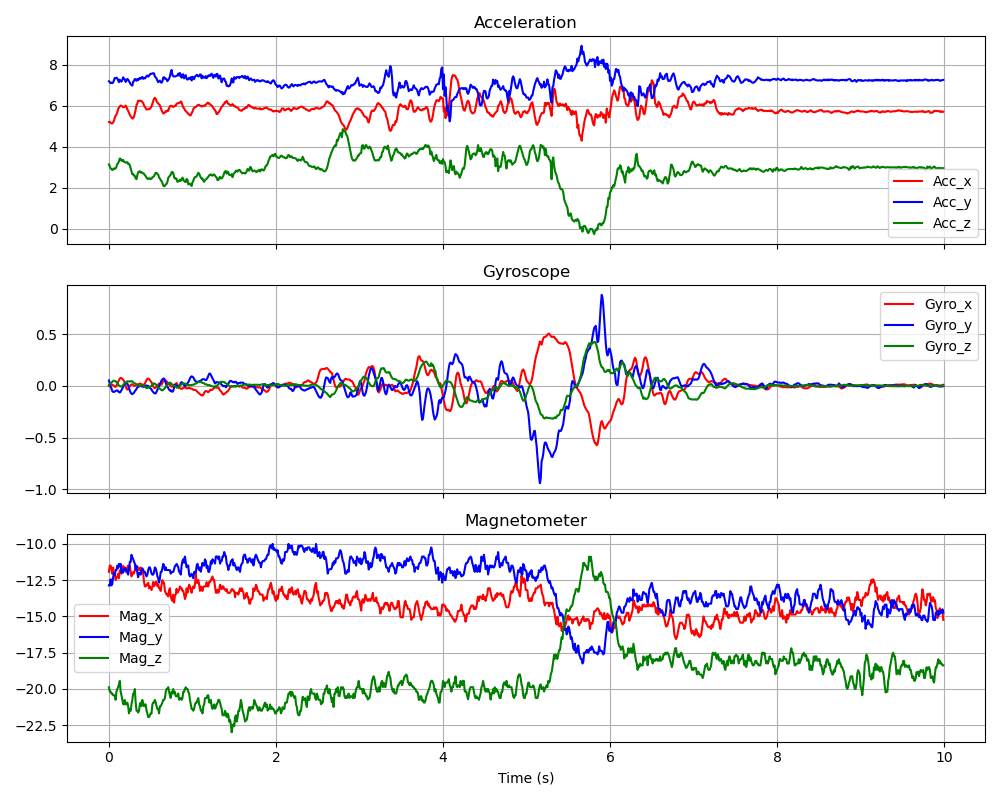 Acceleration
8
6
4
2
0
Acc_x
Acc_y
Acc_z
Gyroscope
0.5
0.0
−0.5
−1.0
Gyro_x
Gyro_y
Gyro_z
Magnetometer
−10.0
−12.5
−15.0
−17.5
−20.0
−22.5
Mag_x
Mag_y
Mag_z
0 2 4 6 8 10
Time (s)